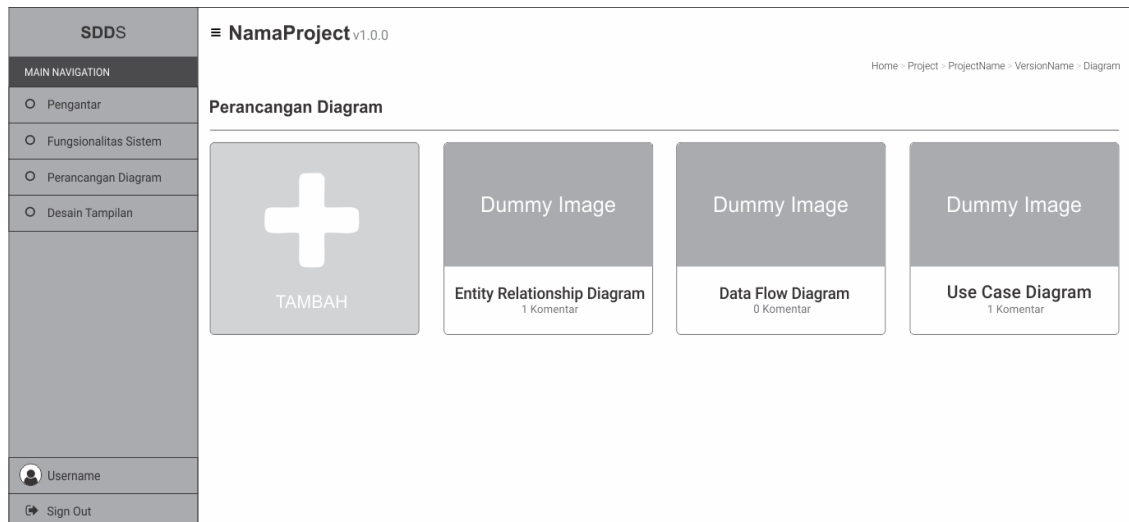 SDDS
MAIN NAVIGATION
Pengantar
Fungsionalitas Sistem
Perancangan Diagram
Desain Tampilan
Username
Sign Out
≡ NamaProject v1.0.0
Home > Project > ProjectName > VersionName > Diagram
Perancangan Diagram
TAMBAH
Dummy Image
Entity Relationship Diagram
1 Komentar
Dummy Image
Data Flow Diagram
0 Komentar
Dummy Image
Use Case Diagram
1 Komentar